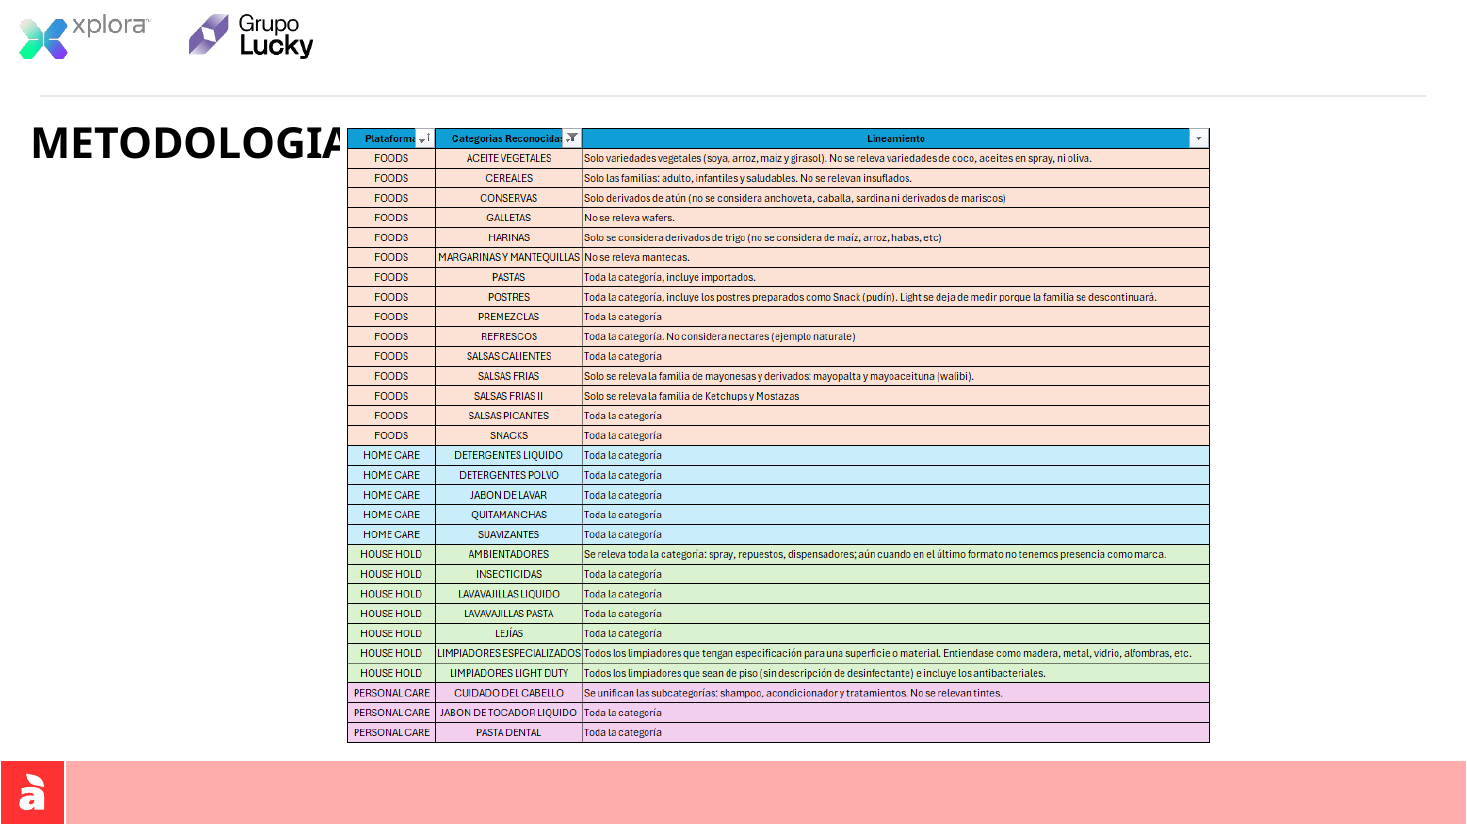 xplora
Grupo
Lucky
METODOLOGIA
Plataforma Categorias Reconocidas Lineamiento
FOODS ACEITE VEGETALES Solo variedades vegetales (soya, arroz, maiz y girasol). No se releva variedades de coco, aceites en spray, ni oliva.
FOODS CEREALES Solo las familias: adulto, infantiles y saludables. No se relevan insuflados.
FOODS CONSERVAS Solo derivados de atún (no se considera anchoveta, caballa, sardina ni derivados de mariscos)
FOODS GALLETAS No se releva wafers.
FOODS HARINAS Solo se considera derivados de trigo (no se considera de maíz, arroz, habas, etc)
FOODS MARGARINAS Y MANTEQUILLAS No se releva mantecas.
FOODS PASTAS Toda la categoría, incluye importados.
FOODS POSTRES Toda la categoría, incluye los postres preparados como Snack (pudín). Light se deja de medir porque la familia se descontinuará.
FOODS PREMEZCLAS Toda la categoría
FOODS REFRESCOS Toda la categoría. No considera nectares (ejemplo naturale)
FOODS SALSAS CALIENTES Toda la categoría
FOODS SALSAS FRIAS Solo se releva la familia de mayonesas y derivados: mayopalta y mayoaceituna (walibi).
FOODS SALSAS FRIAS II Solo se releva la familia de Ketchups y Mostazas
FOODS SALSAS PICANTES Toda la categoría
FOODS SNACKS Toda la categoría
HOME CARE DETERGENTES LIQUIDO Toda la categoría
HOME CARE DETERGENTES POLVO Toda la categoría
HOME CARE JABON DE LAVAR Toda la categoría
HOME CARE QUITAMANCHAS Toda la categoría
HOME CARE SUAVIZANTES Toda la categoría
HOUSE HOLD AMBIENTADORES Se releva toda la categoría: spray, repuestos, dispensadores; aún cuando en el último formato no tenemos presencia como marca.
HOUSE HOLD INSECTICIDAS Toda la categoría
HOUSE HOLD LAVAVAJILLAS LIQUIDO Toda la categoría
HOUSE HOLD LAVAVAJILLAS PASTA Toda la categoría
HOUSE HOLD LEJÍAS Toda la categoría
HOUSE HOLD LIMPIADORES ESPECIALIZADOS Todos los limpiadores que tengan especificación para una superficie o material. Entiendase como madera, metal, vidrio, alfombras, etc.
HOUSE HOLD LIMPIADORES LIGHT DUTY Todos los limpiadores que sean de piso (sin descripción de desinfectante) e incluye los antibacteriales.
PERSONAL CARE CUIDADO DEL CABELLO Se unifican las subcategorías: shampoo, acondicionador y tratamientos. No se relevan tintes.
PERSONAL CARE JABON DE TOCADOR LIQUIDO Toda la categoría
PERSONAL CARE PASTA DENTAL Toda la categoría